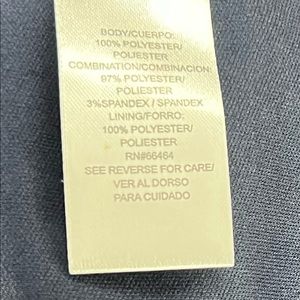 BODY/CUERPO:
100% POLYESTER/
POLIESTER
COMBINATION/COMBINACION:
97% POLYESTER/
POLIESTER
3%SPANDEX / SPANDEX
LINING/FORRO:
100% POLYESTER/
POLIESTER
RN#66464
SEE REVERSE FOR CARE/
VER AL DORSO
PARA CUIDADO